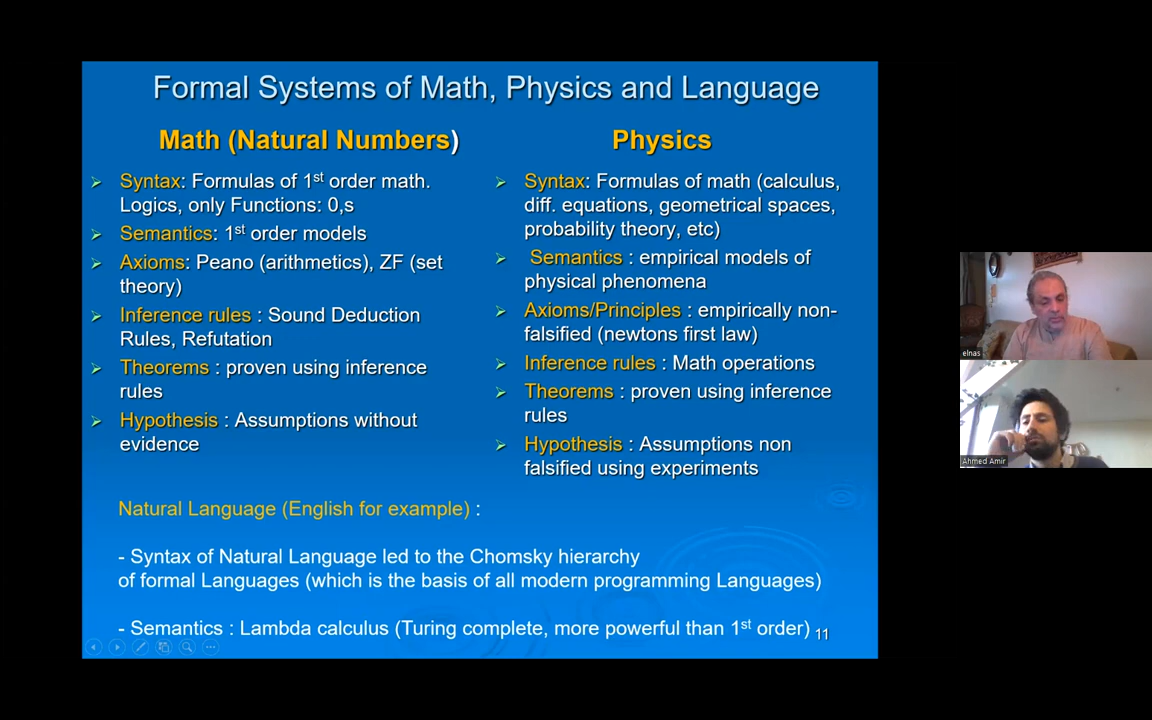 Formal Systems of Math, Physics and Language
Math (Natural Numbers)
Syntax: Formulas of 1st order math.
Logics, only Functions: 0,s
Semantics: 1st order models
Axioms: Peano (arithmetics), ZF (set
theory)
Inference rules : Sound Deduction
Rules, Refutation
Theorems : proven using inference
rules
Hypothesis : Assumptions without
evidence
Physics
Syntax: Formulas of math (calculus,
diff. equations, geometrical spaces,
probability theory, etc)
Semantics : empirical models of
physical phenomena
Axioms/Principles : empirically non-
falsified (newtons first law)
Inference rules : Math operations
Theorems : proven using inference
rules
Hypothesis : Assumptions non
falsified using experiments
Natural Language (English for example) :
- Syntax of Natural Language led to the Chomsky hierarchy
of formal Languages (which is the basis of all modern programming Languages)
- Semantics : Lambda calculus (Turing complete, more powerful than 1st order)
11
elnas
Ahmed Amir